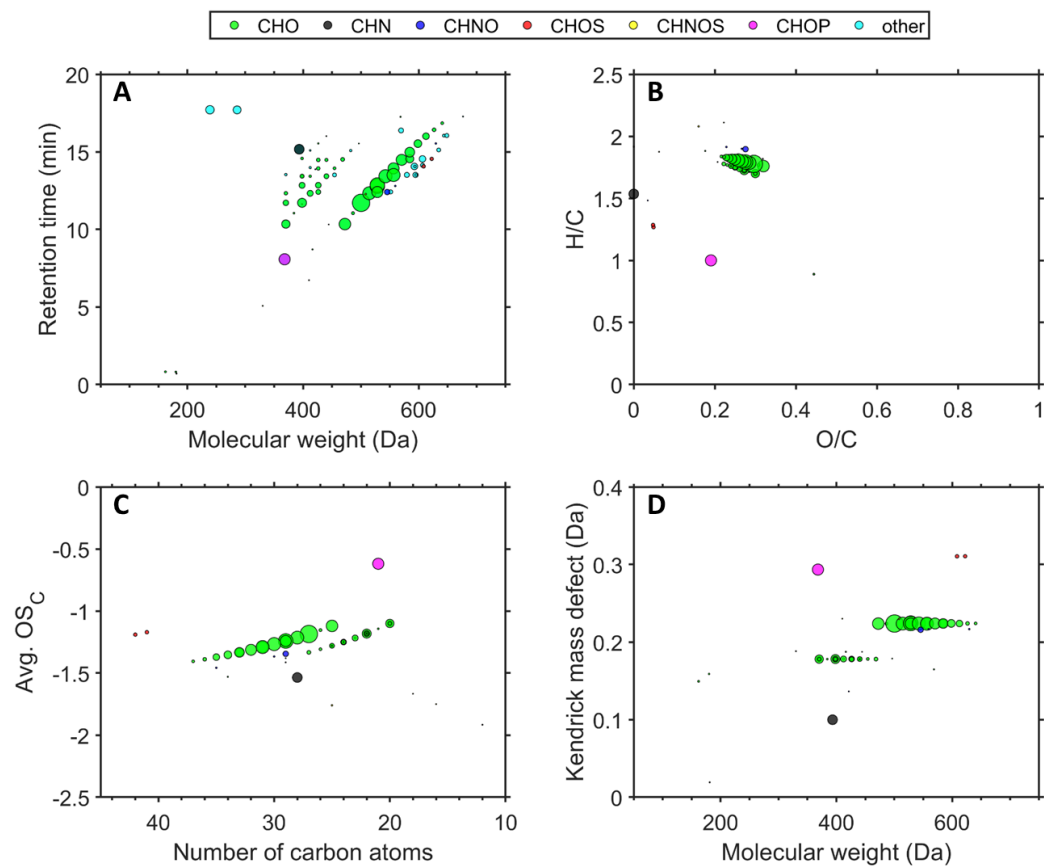 CHO CHN CHNO CHOS CHNOS CHOP other
A
20
15
10
5
0
Retention time (min)
200 400 600
Molecular weight (Da)
B
2.5
2
1.5
1
0.5
0
H/C
0 0.2 0.4 0.6 0.8 1
O/C
C
0
-0.5
-1
-1.5
-2
-2.5
Avg. OSC
40 30 20 10
Number of carbon atoms
D
0.4
0.3
0.2
0.1
0
Kendrick mass defect (Da)
200 400 600
Molecular weight (Da)